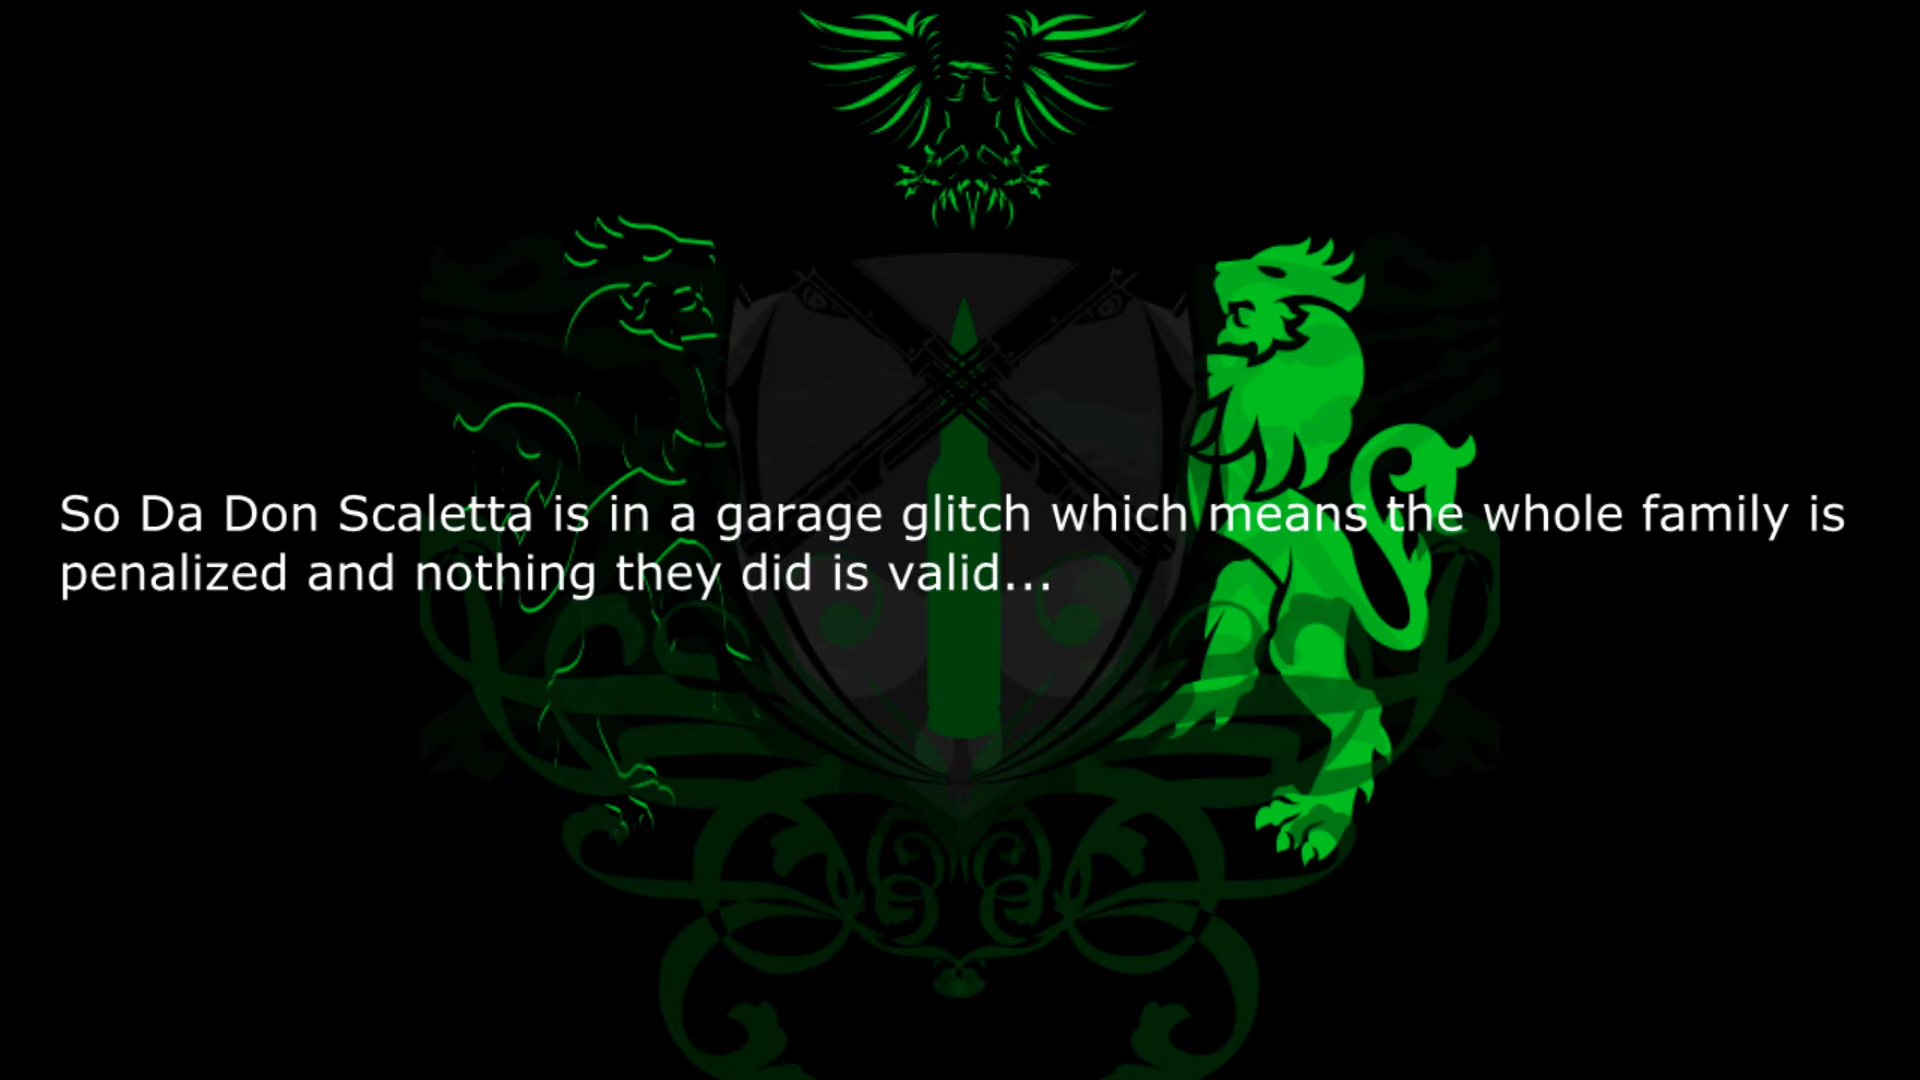 So Da Don Scaletta is in a garage glitch which means the whole family is
penalized and nothing they did is valid...